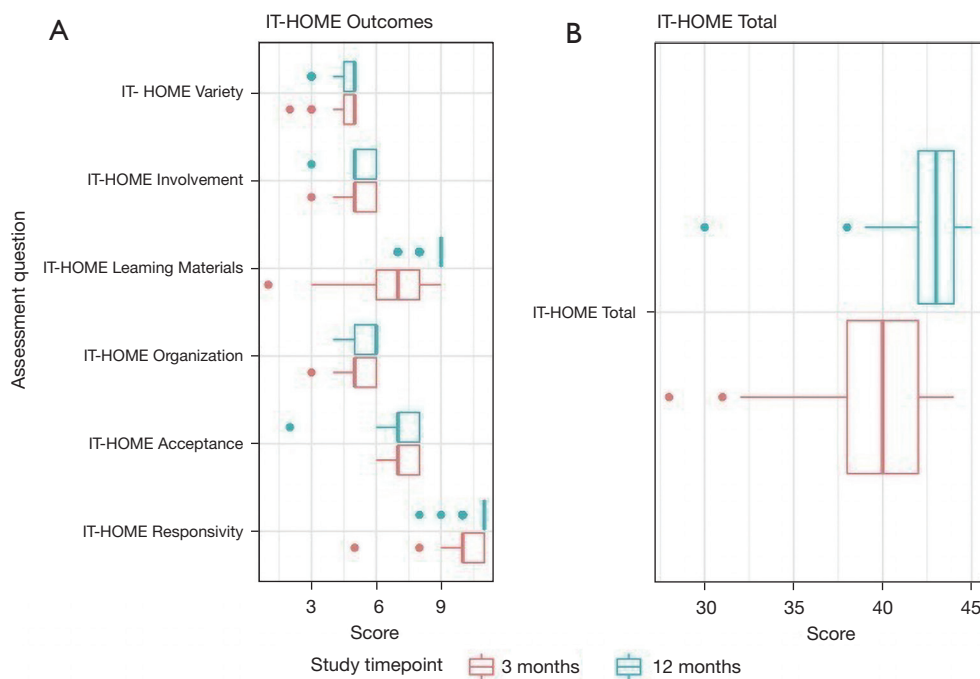 A
IT-HOME Outcomes
Assessment question
IT- HOME Variety
IT-HOME Involvement
IT-HOME Leaming Materials
IT-HOME Organization
IT-HOME Acceptance
IT-HOME Responsivity
3 6 9
Score
B
IT-HOME Total
IT-HOME Total
30 35 40 45
Score
Study timepoint 3 months 12 months